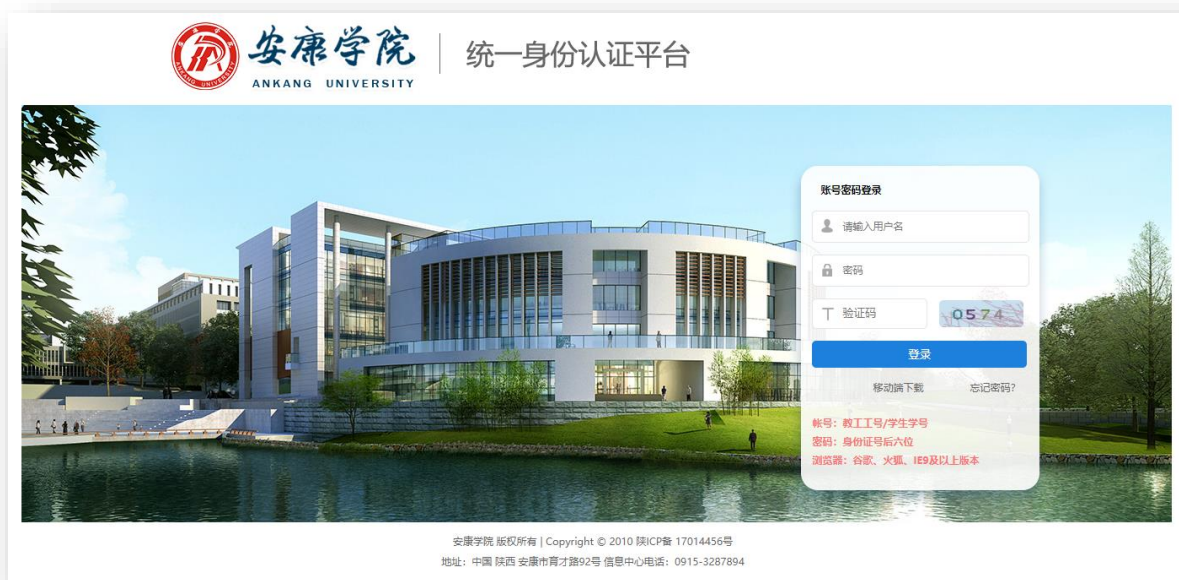 安康学院
ANKANG UNIVERSITY
统一身份认证平台
账号密码登录
请输入用户名
密码
验证码
0574
登录
移动端下载 忘记密码?
帐号：教工工号/学生学号
密码：身份证号后六位
浏览器：谷歌、火狐、IE9及以上版本
安康学院 版权所有 | Copyright © 2010 陕ICP备 17014456号
地址：中国 陕西 安康市育才路92号 信息中心电话：0915-3287894